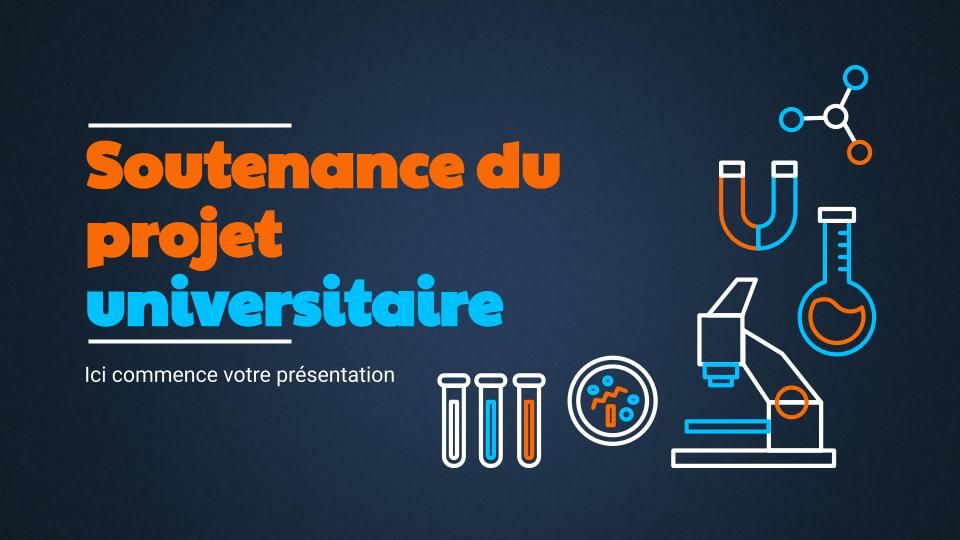 Soutenance du
projet
universitaire
Ici commence votre présentation